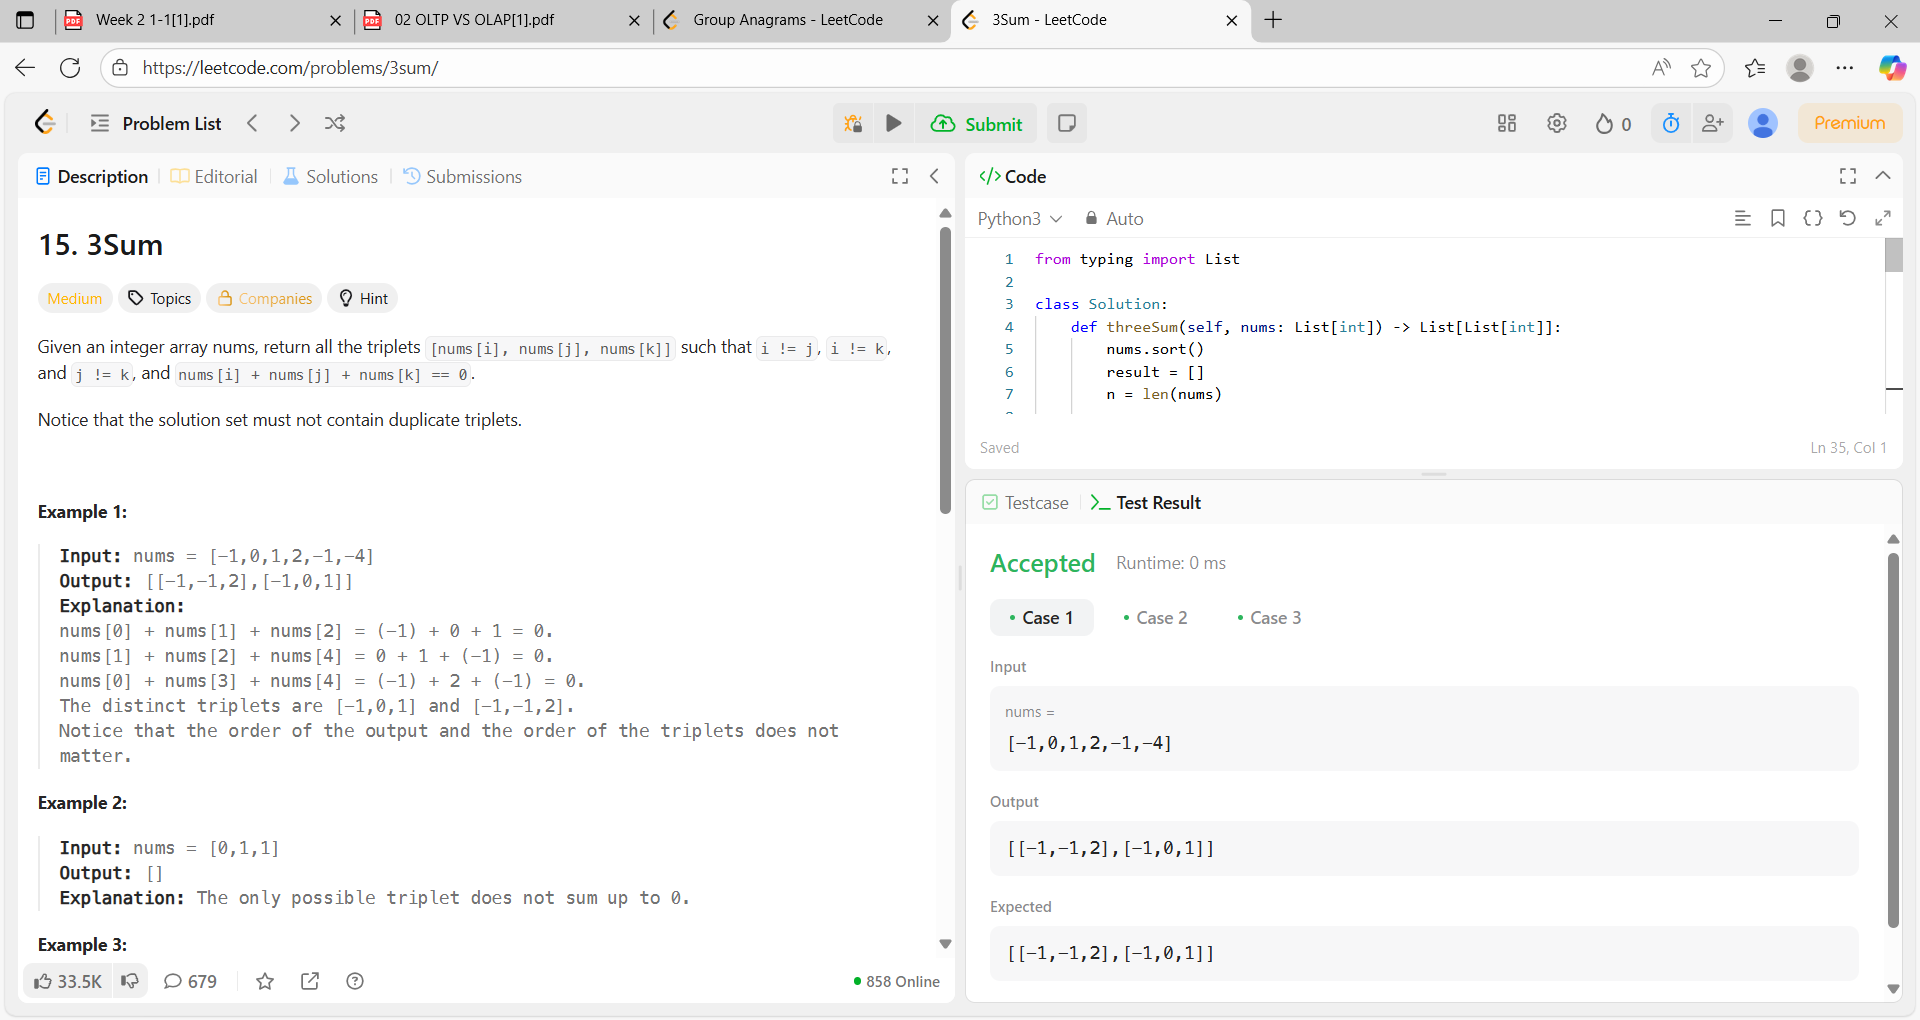 Week 2 1-1[1].pdf
02 OLTP VS OLAP[1].pdf
Group Anagrams - LeetCode
3Sum - LeetCode
https://leetcode.com/problems/3sum/
Problem List
Submit
0
Premium
Description
Editorial
Solutions
Submissions
15. 3Sum
Medium
Topics
Companies
Hint
Given an integer array nums, return all the triplets [nums[i], nums[j], nums[k]] such that i != j, i != k,
and j != k, and nums[i] + nums[j] + nums[k] == 0.
Notice that the solution set must not contain duplicate triplets.
Example 1:
Input: nums = [-1,0,1,2,-1,-4]
Output: [[-1,-1,2],[-1,0,1]]
Explanation:
nums[0] + nums[1] + nums[2] = (-1) + 0 + 1 = 0.
nums[1] + nums[2] + nums[4] = 0 + 1 + (-1) = 0.
nums[0] + nums[3] + nums[4] = (-1) + 2 + (-1) = 0.
The distinct triplets are [-1,0,1] and [-1,-1,2].
Notice that the order of the output and the order of the triplets does not
matter.
Example 2:
Input: nums = [0,1,1]
Output: []
Explanation: The only possible triplet does not sum up to 0.
Example 3:
33.5K
679
858 Online
</> Code
Python3
Auto
1 from typing import List
2
3 class Solution:
4 def threeSum(self, nums: List[int]) -> List[List[int]]:
5 nums.sort()
6 result = []
7 n = len(nums)
Saved
Ln 35, Col 1
Testcase
Test Result
Accepted
Runtime: 0 ms
Case 1
Case 2
Case 3
Input
nums =
[-1,0,1,2,-1,-4]
Output
[[-1,-1,2],[-1,0,1]]
Expected
[[-1,-1,2],[-1,0,1]]